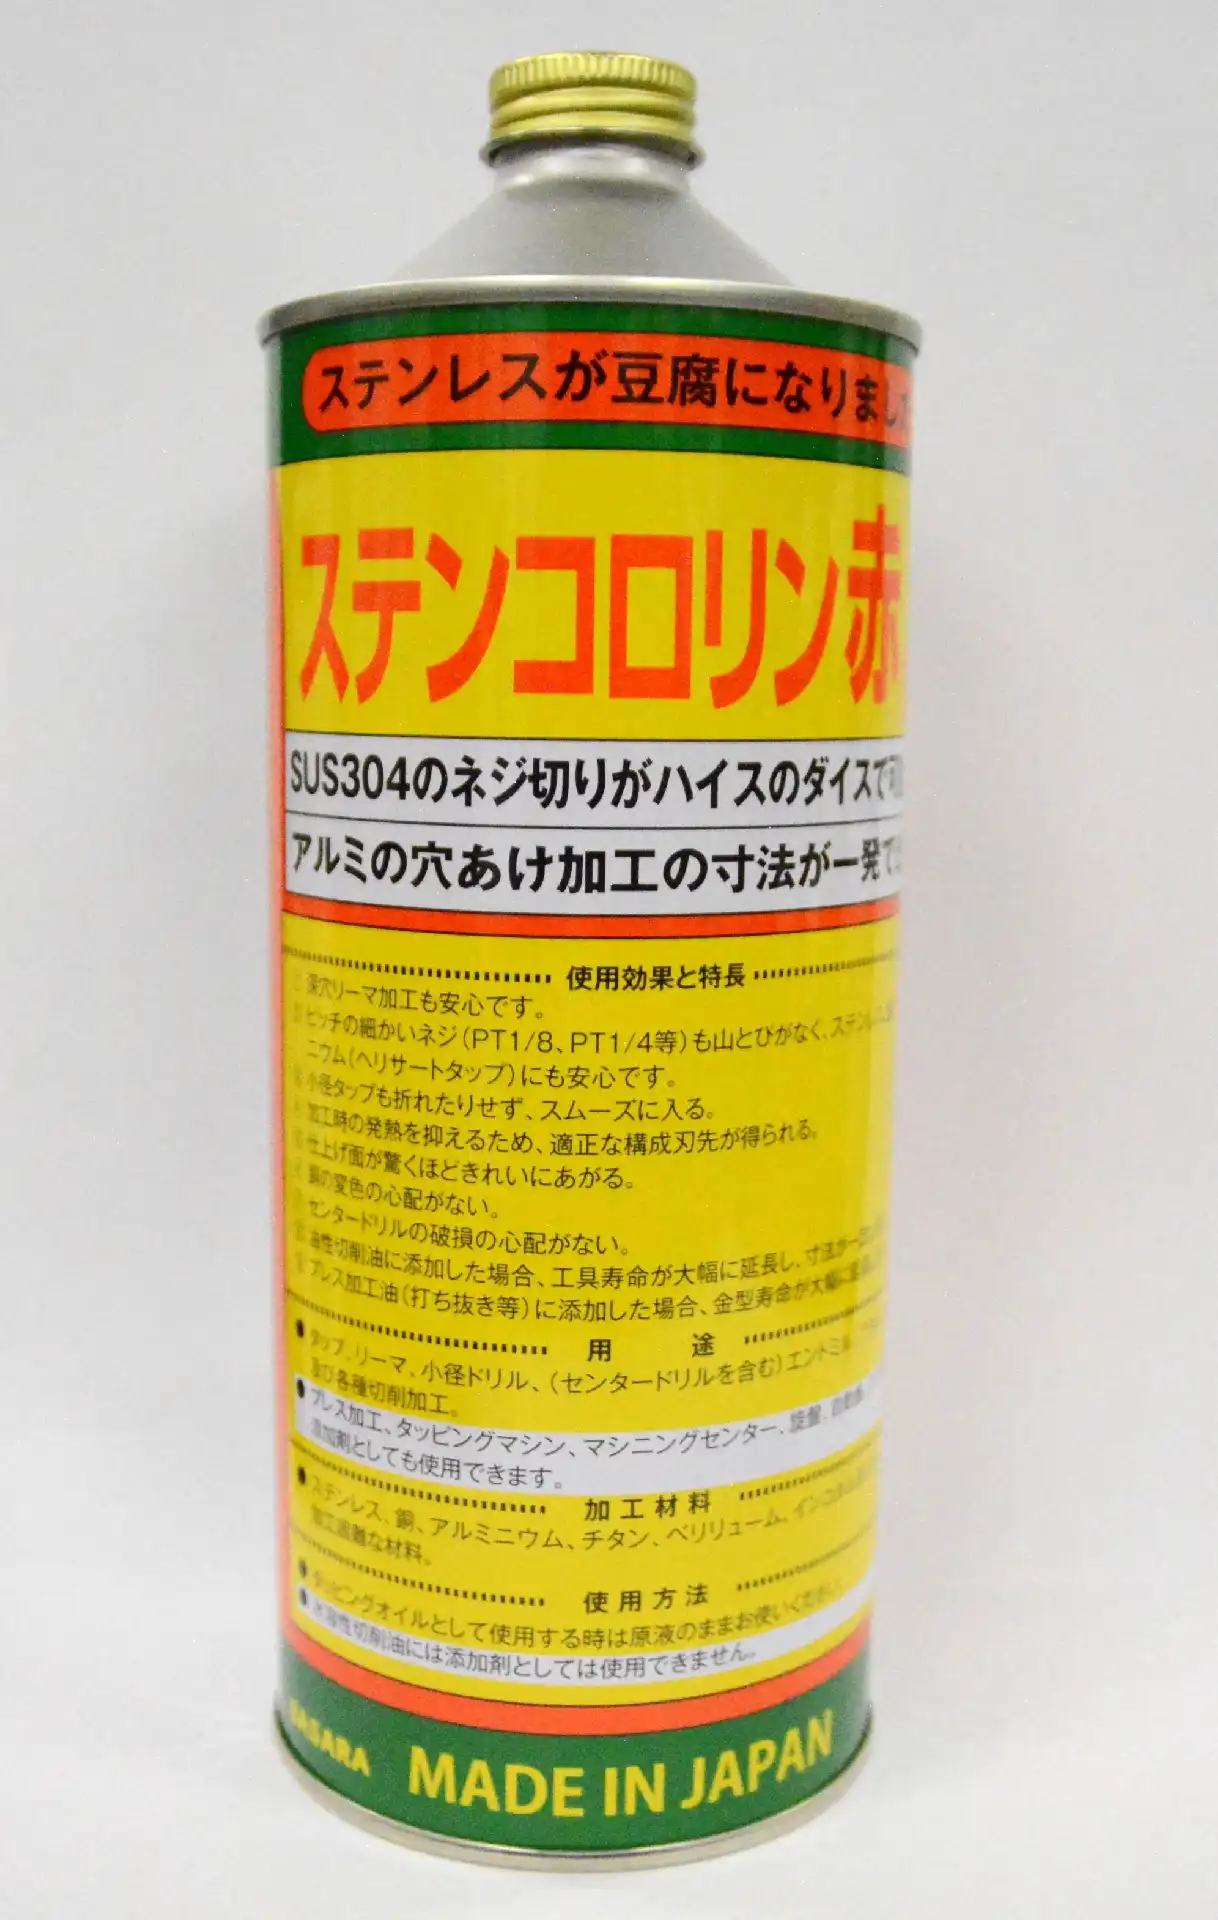 ステンレスが豆腐になりました
ステンコロリン赤
SUS304のネジ切りがハイスのダイスで可
アルミの穴あけ加工の寸法が一発で
使用効果と特長
深穴リーマ加工も安心です。
ピッチの細かいネジ(PT1/8、PT1/4等)も山とびがなく、ステンレス
ニウム(ヘリサートタップ)にも安心です。
小径タップも折れたりせず、スムーズに入る。
加工時の発熱を抑えるため、適正な構成刃先が得られる。
仕上げ面が驚くほどきれいにあがる。
銅の変色の心配がない。
センタードリルの破損の心配がない。
油性切削油に添加した場合、工具寿命が大幅に延長し、寸法が一
プレス加工油(打ち抜き等)に添加した場合、金型寿命が大幅に
用 途
● タップ、リーマ、小径ドリル、(センタードリルを含む)エンドミル
及び各種切削加工。
● プレス加工、タッピングマシン、マシニングセンター、旋盤、自動盤
添加剤としても使用できます。
加工材料
● ステンレス、銅、アルミニウム、チタン、ベリリューム、インコネル
加工困難な材料。
使用方法
● タッピングオイルとして使用する時は原液のままお使いください。
● 水溶性切削油には添加剤としては使用できません。
MADE IN JAPAN